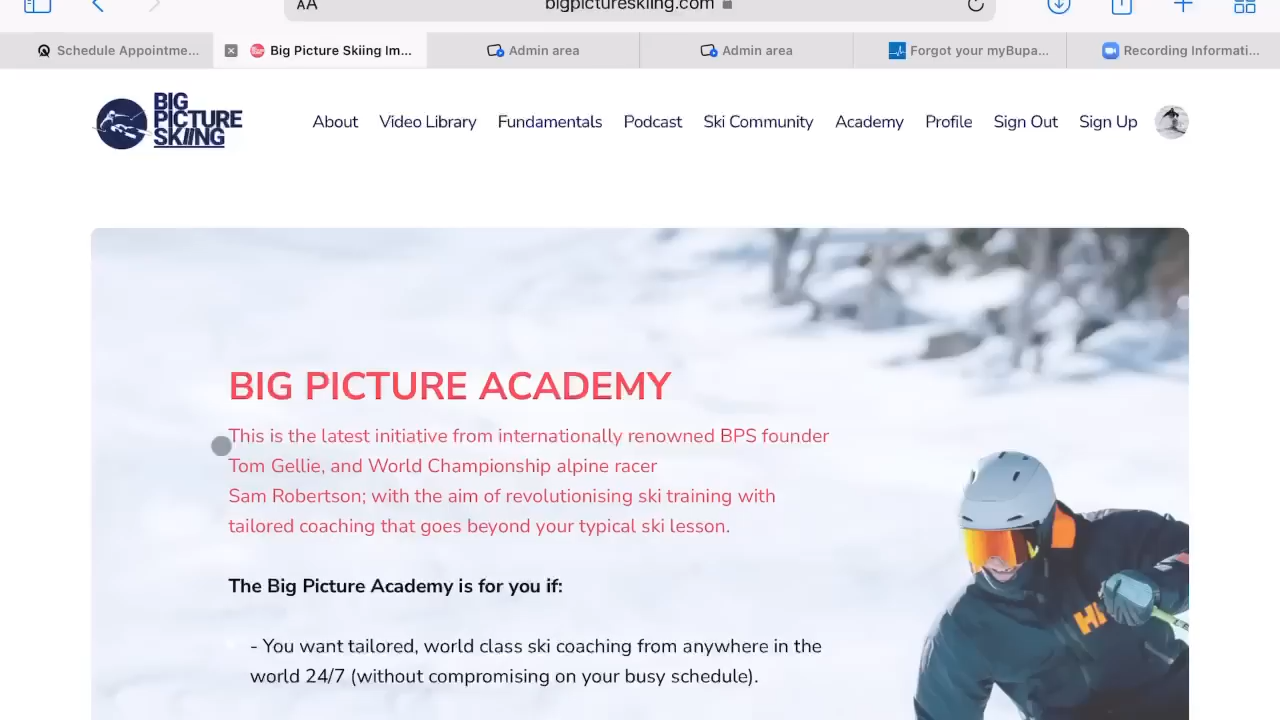 AA
bigpictureskiing.com
Schedule Appointme...
Big Picture Skiing Im...
Admin area
Admin area
Forgot your myBupa...
Recording Informati...
BIG
PICTURE
SKIING
About
Video Library
Fundamentals
Podcast
Ski Community
Academy
Profile
Sign Out
Sign Up
BIG PICTURE ACADEMY
This is the latest initiative from internationally renowned BPS founder
Tom Gellie, and World Championship alpine racer
Sam Robertson; with the aim of revolutionising ski training with
tailored coaching that goes beyond your typical ski lesson.
The Big Picture Academy is for you if:
- You want tailored, world class ski coaching from anywhere in the
world 24/7 (without compromising on your busy schedule).
HH